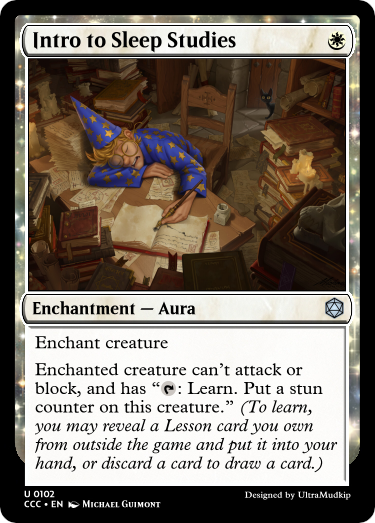 Intro to Sleep Studies
Enchantment — Aura
Enchant creature
Enchanted creature can't attack or
block, and has “: Learn. Put a stun
counter on this creature.” (To learn,
you may reveal a Lesson card you own
from outside the game and put it into your
hand, or discard a card to draw a card.)
U 0102
CCC • EN Michael Guimont
Designed by UltraMudkip